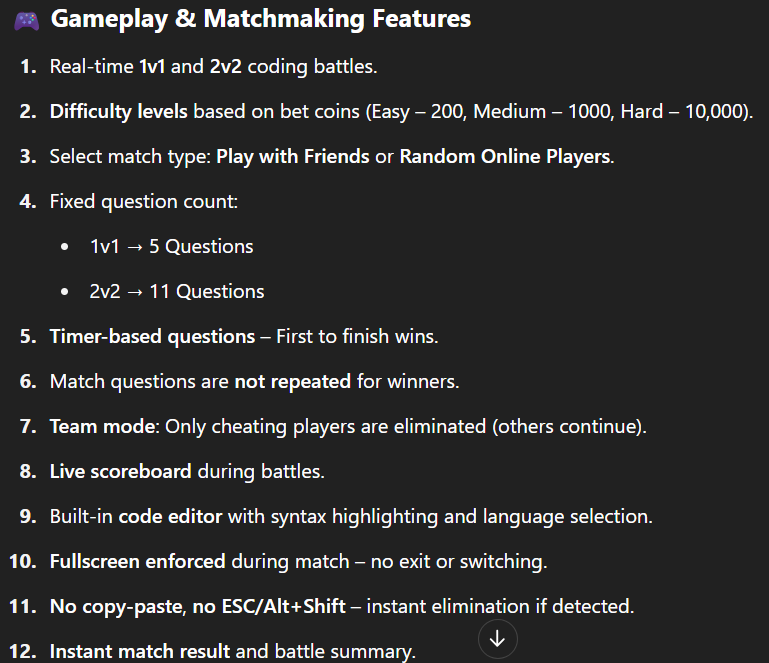 🎮 Gameplay & Matchmaking Features
1. Real-time 1v1 and 2v2 coding battles.
2. Difficulty levels based on bet coins (Easy – 200, Medium – 1000, Hard – 10,000).
3. Select match type: Play with Friends or Random Online Players.
4. Fixed question count:
• 1v1 → 5 Questions
• 2v2 → 11 Questions
5. Timer-based questions – First to finish wins.
6. Match questions are not repeated for winners.
7. Team mode: Only cheating players are eliminated (others continue).
8. Live scoreboard during battles.
9. Built-in code editor with syntax highlighting and language selection.
10. Fullscreen enforced during match – no exit or switching.
11. No copy-paste, no ESC/Alt+Shift – instant elimination if detected.
12. Instant match result and battle summary.